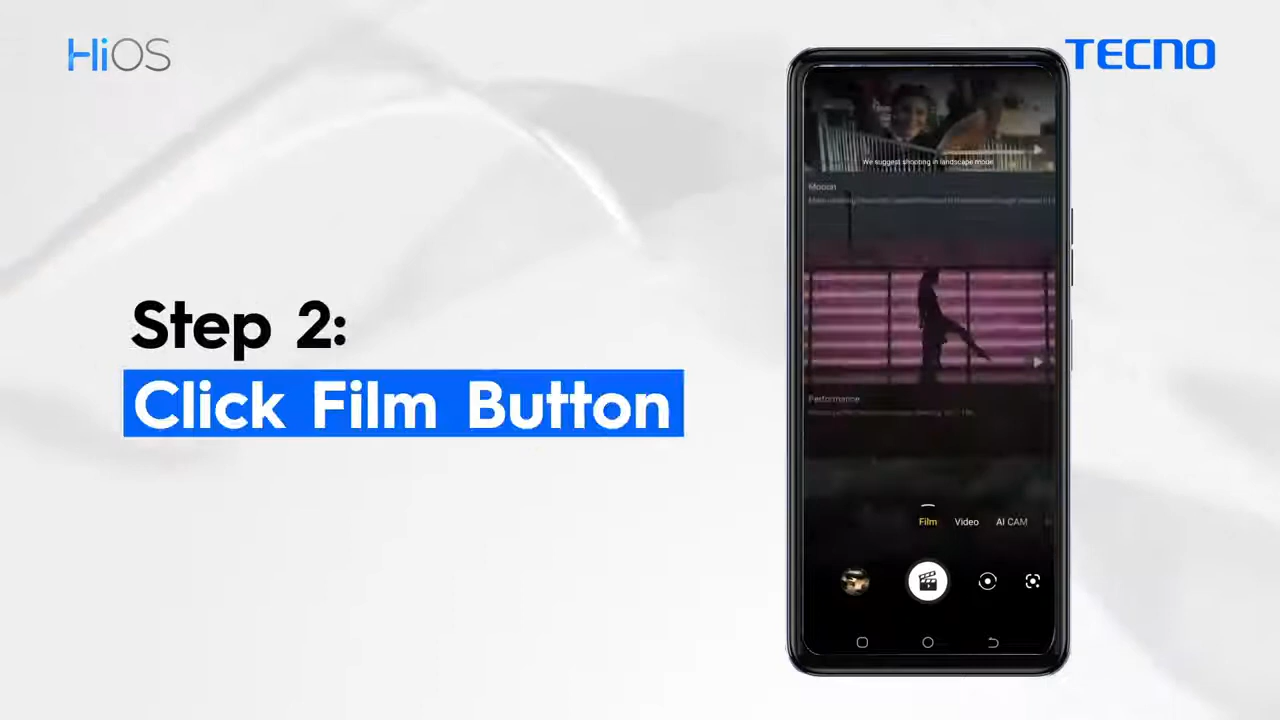 HiOS
TECNO
Step 2:
Click Film Button
We suggest shooting in landscape mode
Motion
Performance
Film Video AI CAM